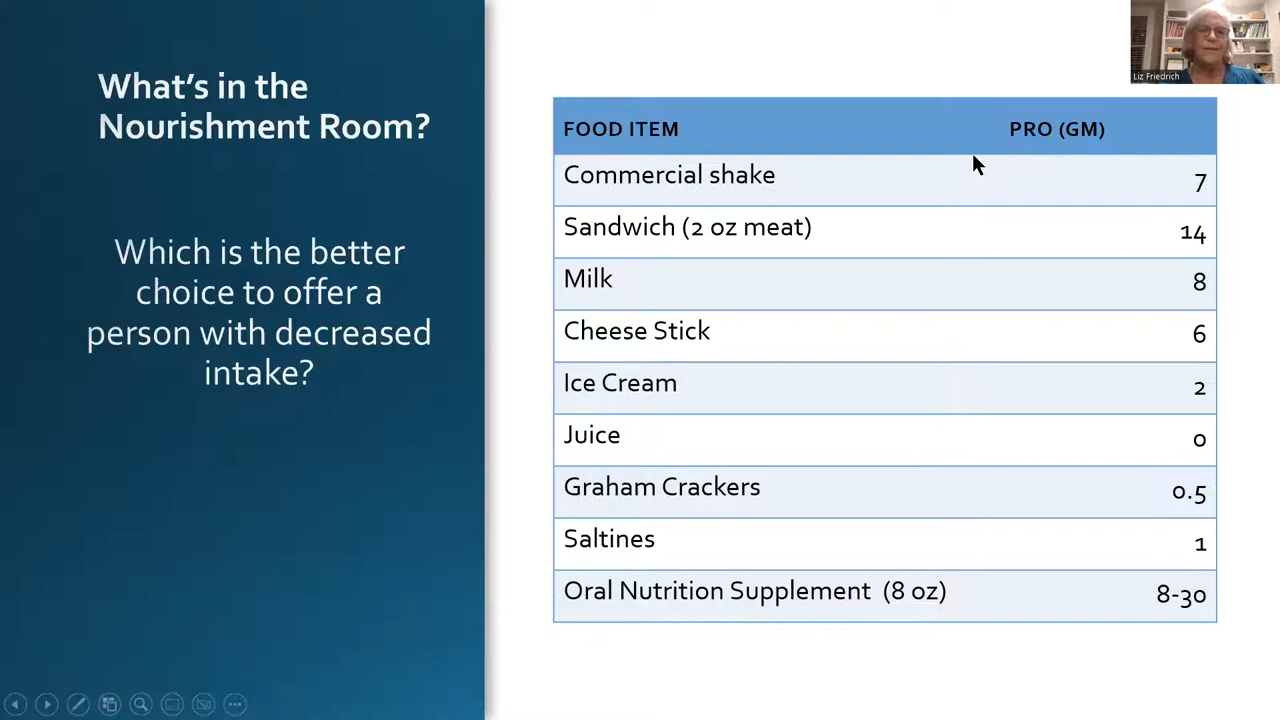 What's in the
Nourishment Room?
Which is the better
choice to offer a
person with decreased
intake?
Liz Friedrich
FOOD ITEM PRO (GM)
Commercial shake 7
Sandwich (2 oz meat) 14
Milk 8
Cheese Stick 6
Ice Cream 2
Juice 0
Graham Crackers 0.5
Saltines 1
Oral Nutrition Supplement (8 oz) 8-30